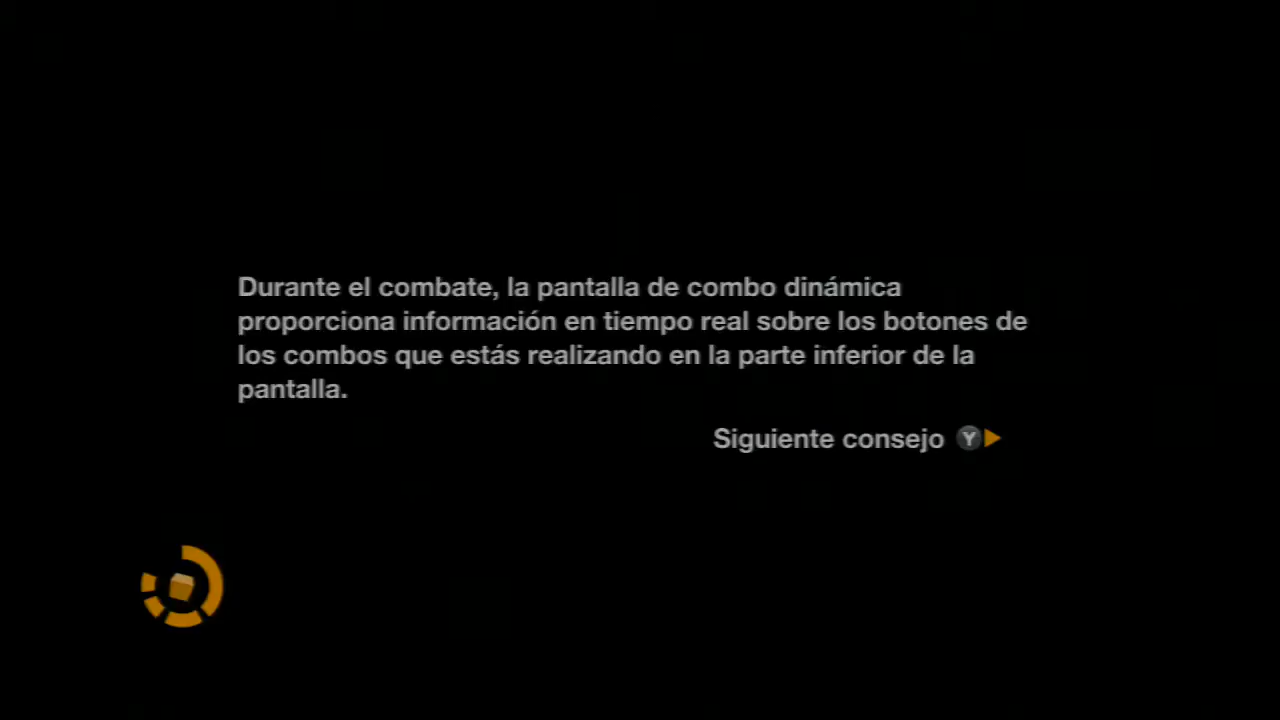 Durante el combate, la pantalla de combo dinámica
proporciona información en tiempo real sobre los botones de
los combos que estás realizando en la parte inferior de la
pantalla.
Siguiente consejo Y